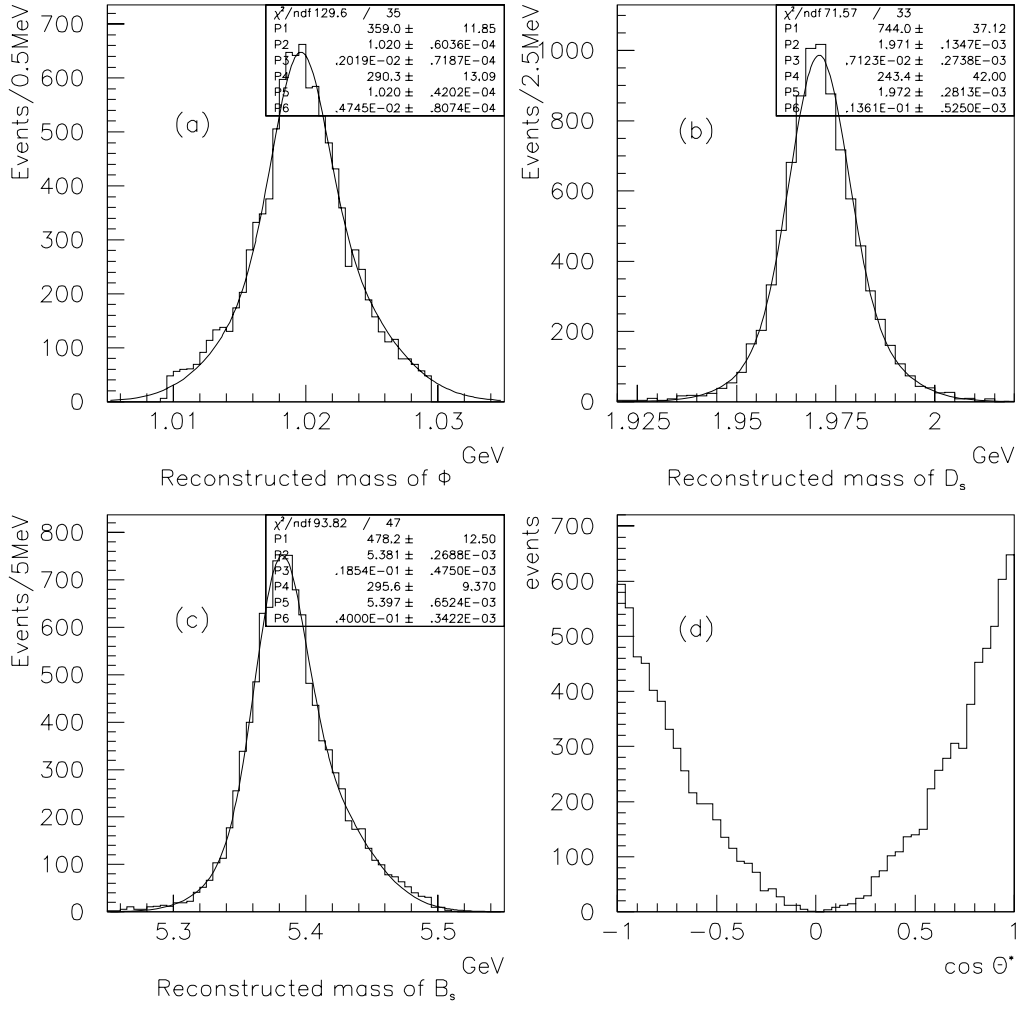 Events/0.5MeV
700
600
500
400
300
200
100
0
χ²/ndf 129.6 / 35
P1 359.0 ± 11.85
P2 1.020 ± .6036E-04
P3 .2019E-02 ± .7187E-04
P4 290.3 ± 13.09
P5 1.020 ± .4202E-04
P6 .4745E-02 ± .8074E-04
(a)
1.01 1.02 1.03
GeV
Reconstructed mass of Φ
Events/2.5MeV
1000
800
600
400
200
0
χ²/ndf 71.57 / 33
P1 744.0 ± 37.12
P2 1.971 ± .1347E-03
P3 .7123E-02 ± .2738E-03
P4 243.4 ± 42.00
P5 1.972 ± .2813E-03
P6 .1361E-01 ± .5250E-03
(b)
1.925 1.95 1.975 2
GeV
Reconstructed mass of Dₛ
Events/5MeV
800
700
600
500
400
300
200
100
0
χ²/ndf 93.82 / 47
P1 478.2 ± 12.50
P2 5.381 ± .2688E-03
P3 .1854E-01 ± .4750E-03
P4 295.6 ± 9.370
P5 5.397 ± .6524E-03
P6 .4000E-01 ± .3422E-03
(c)
5.3 5.4 5.5
GeV
Reconstructed mass of Bₛ
events
700
600
500
400
300
200
100
0
(d)
-1 -0.5 0 0.5 1
cos Θ*